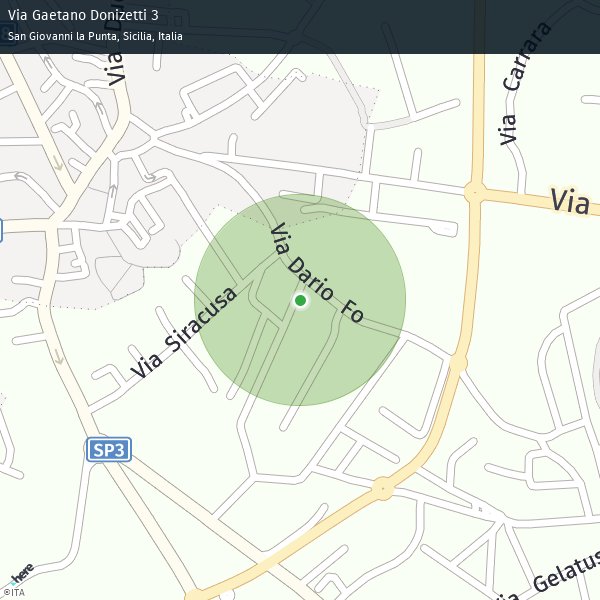 Via Gaetano Donizetti 3
San Giovanni la Punta, Sicilia, Italia
Via
Via Carrara
Via
Via Dario Fo
Via Siracusa
SP3
here
©ITA
Via Gelatus